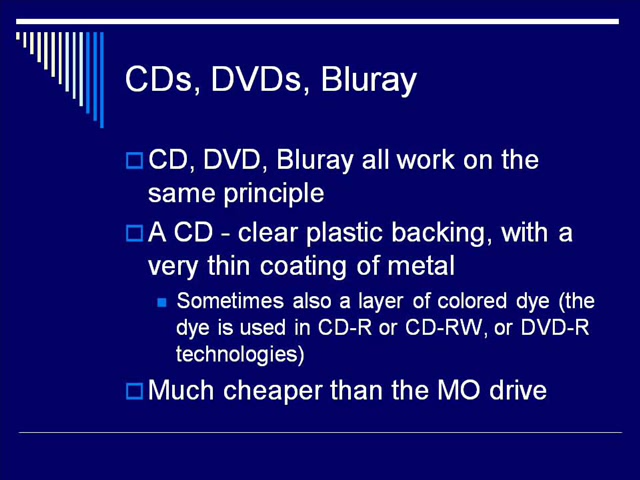 CDs, DVDs, Bluray
CD, DVD, Bluray all work on the
same principle
A CD - clear plastic backing, with a
very thin coating of metal
Sometimes also a layer of colored dye (the
dye is used in CD-R or CD-RW, or DVD-R
technologies)
Much cheaper than the MO drive